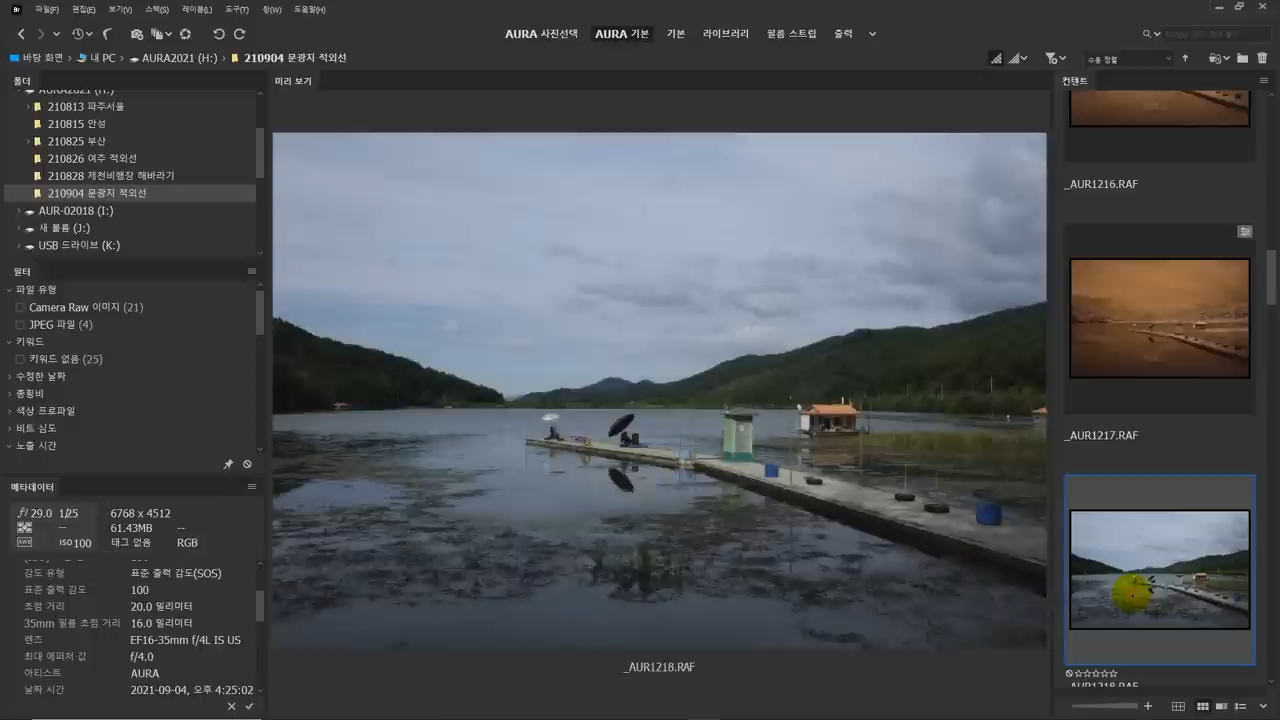 Br 파일(F) 편집(E) 보기(V) 스택(S) 레이블(L) 도구(T) 창(W) 도움말(H)
AURA 사진선택 AURA 기본 기본 라이브러리 필름 스트립 출력
바탕 화면 > 내 PC > AURA2021 (H:) > 210904 문광지 적외선
수동 정렬
폴더
AURA2021 (H:)
210813 파주서울
210815 안성
210825 부산
210826 여주 적외선
210828 제천비행장 해바라기
210904 문광지 적외선
AUR-02018 (I:)
새 볼륨 (J:)
USB 드라이브 (K:)
필터
파일 유형
Camera Raw 이미지 (21)
JPEG 파일 (4)
키워드
키워드 없음 (25)
수정한 날짜
종횡비
색상 프로파일
비트 심도
노출 시간
메타데이터
f/ 29.0 1/25
6768 x 4512
-- 61.43MB --
AWB ISO 100 태그 없음 RGB
감도 유형 표준 출력 감도(SOS)
표준 출력 감도 100
초점 거리 20.0 밀리미터
35mm 필름 초점 거리 16.0 밀리미터
렌즈 EF16-35mm f/4L IS US
최대 애퍼처 값 f/4.0
아티스트 AURA
날짜 시간 2021-09-04, 오후 4:25:02
미리 보기
_AUR1218.RAF
컨텐트
_AUR1216.RAF
_AUR1217.RAF
_AUR1218.RAF